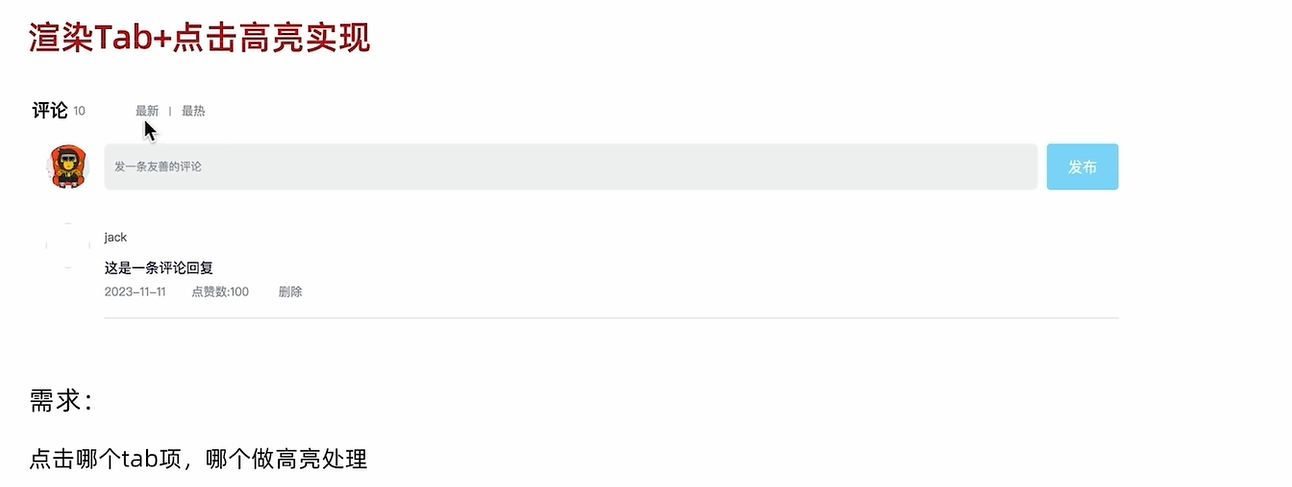 渲染Tab+点击高亮实现
评论 10 最新 | 最热
发一条友善的评论 发布
jack
这是一条评论回复
2023-11-11 点赞数:100 删除
需求：
点击哪个tab项，哪个做高亮处理